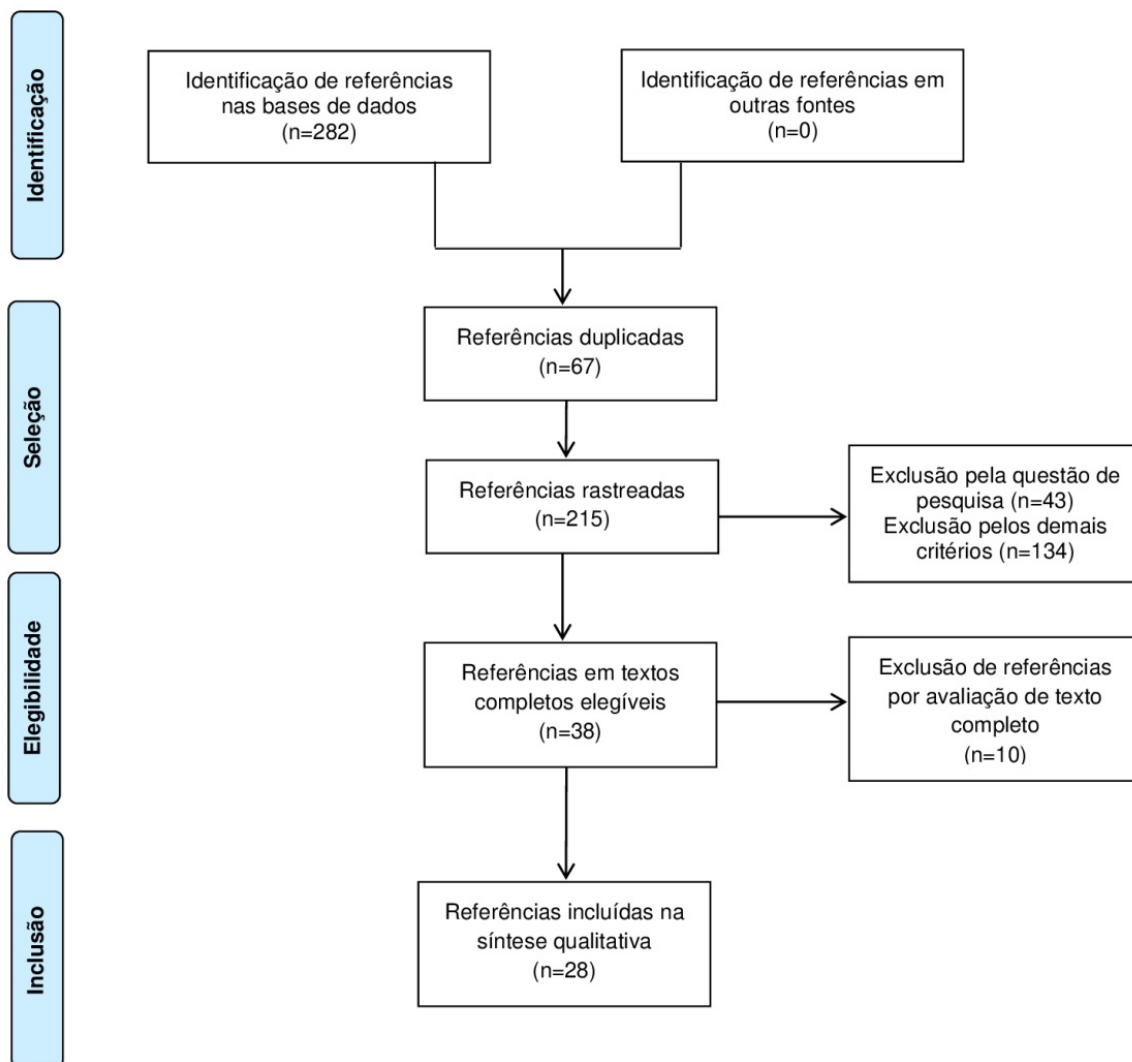 Identificação
Identificação de referências
nas bases de dados
(n=282)
Identificação de referências em
outras fontes
(n=0)
Seleção
Referências duplicadas
(n=67)
Referências rastreadas
(n=215)
Exclusão pela questão de
pesquisa (n=43)
Exclusão pelos demais
critérios (n=134)
Elegibilidade
Referências em textos
completos elegíveis
(n=38)
Exclusão de referências
por avaliação de texto
completo
(n=10)
Inclusão
Referências incluídas na
síntese qualitativa
(n=28)